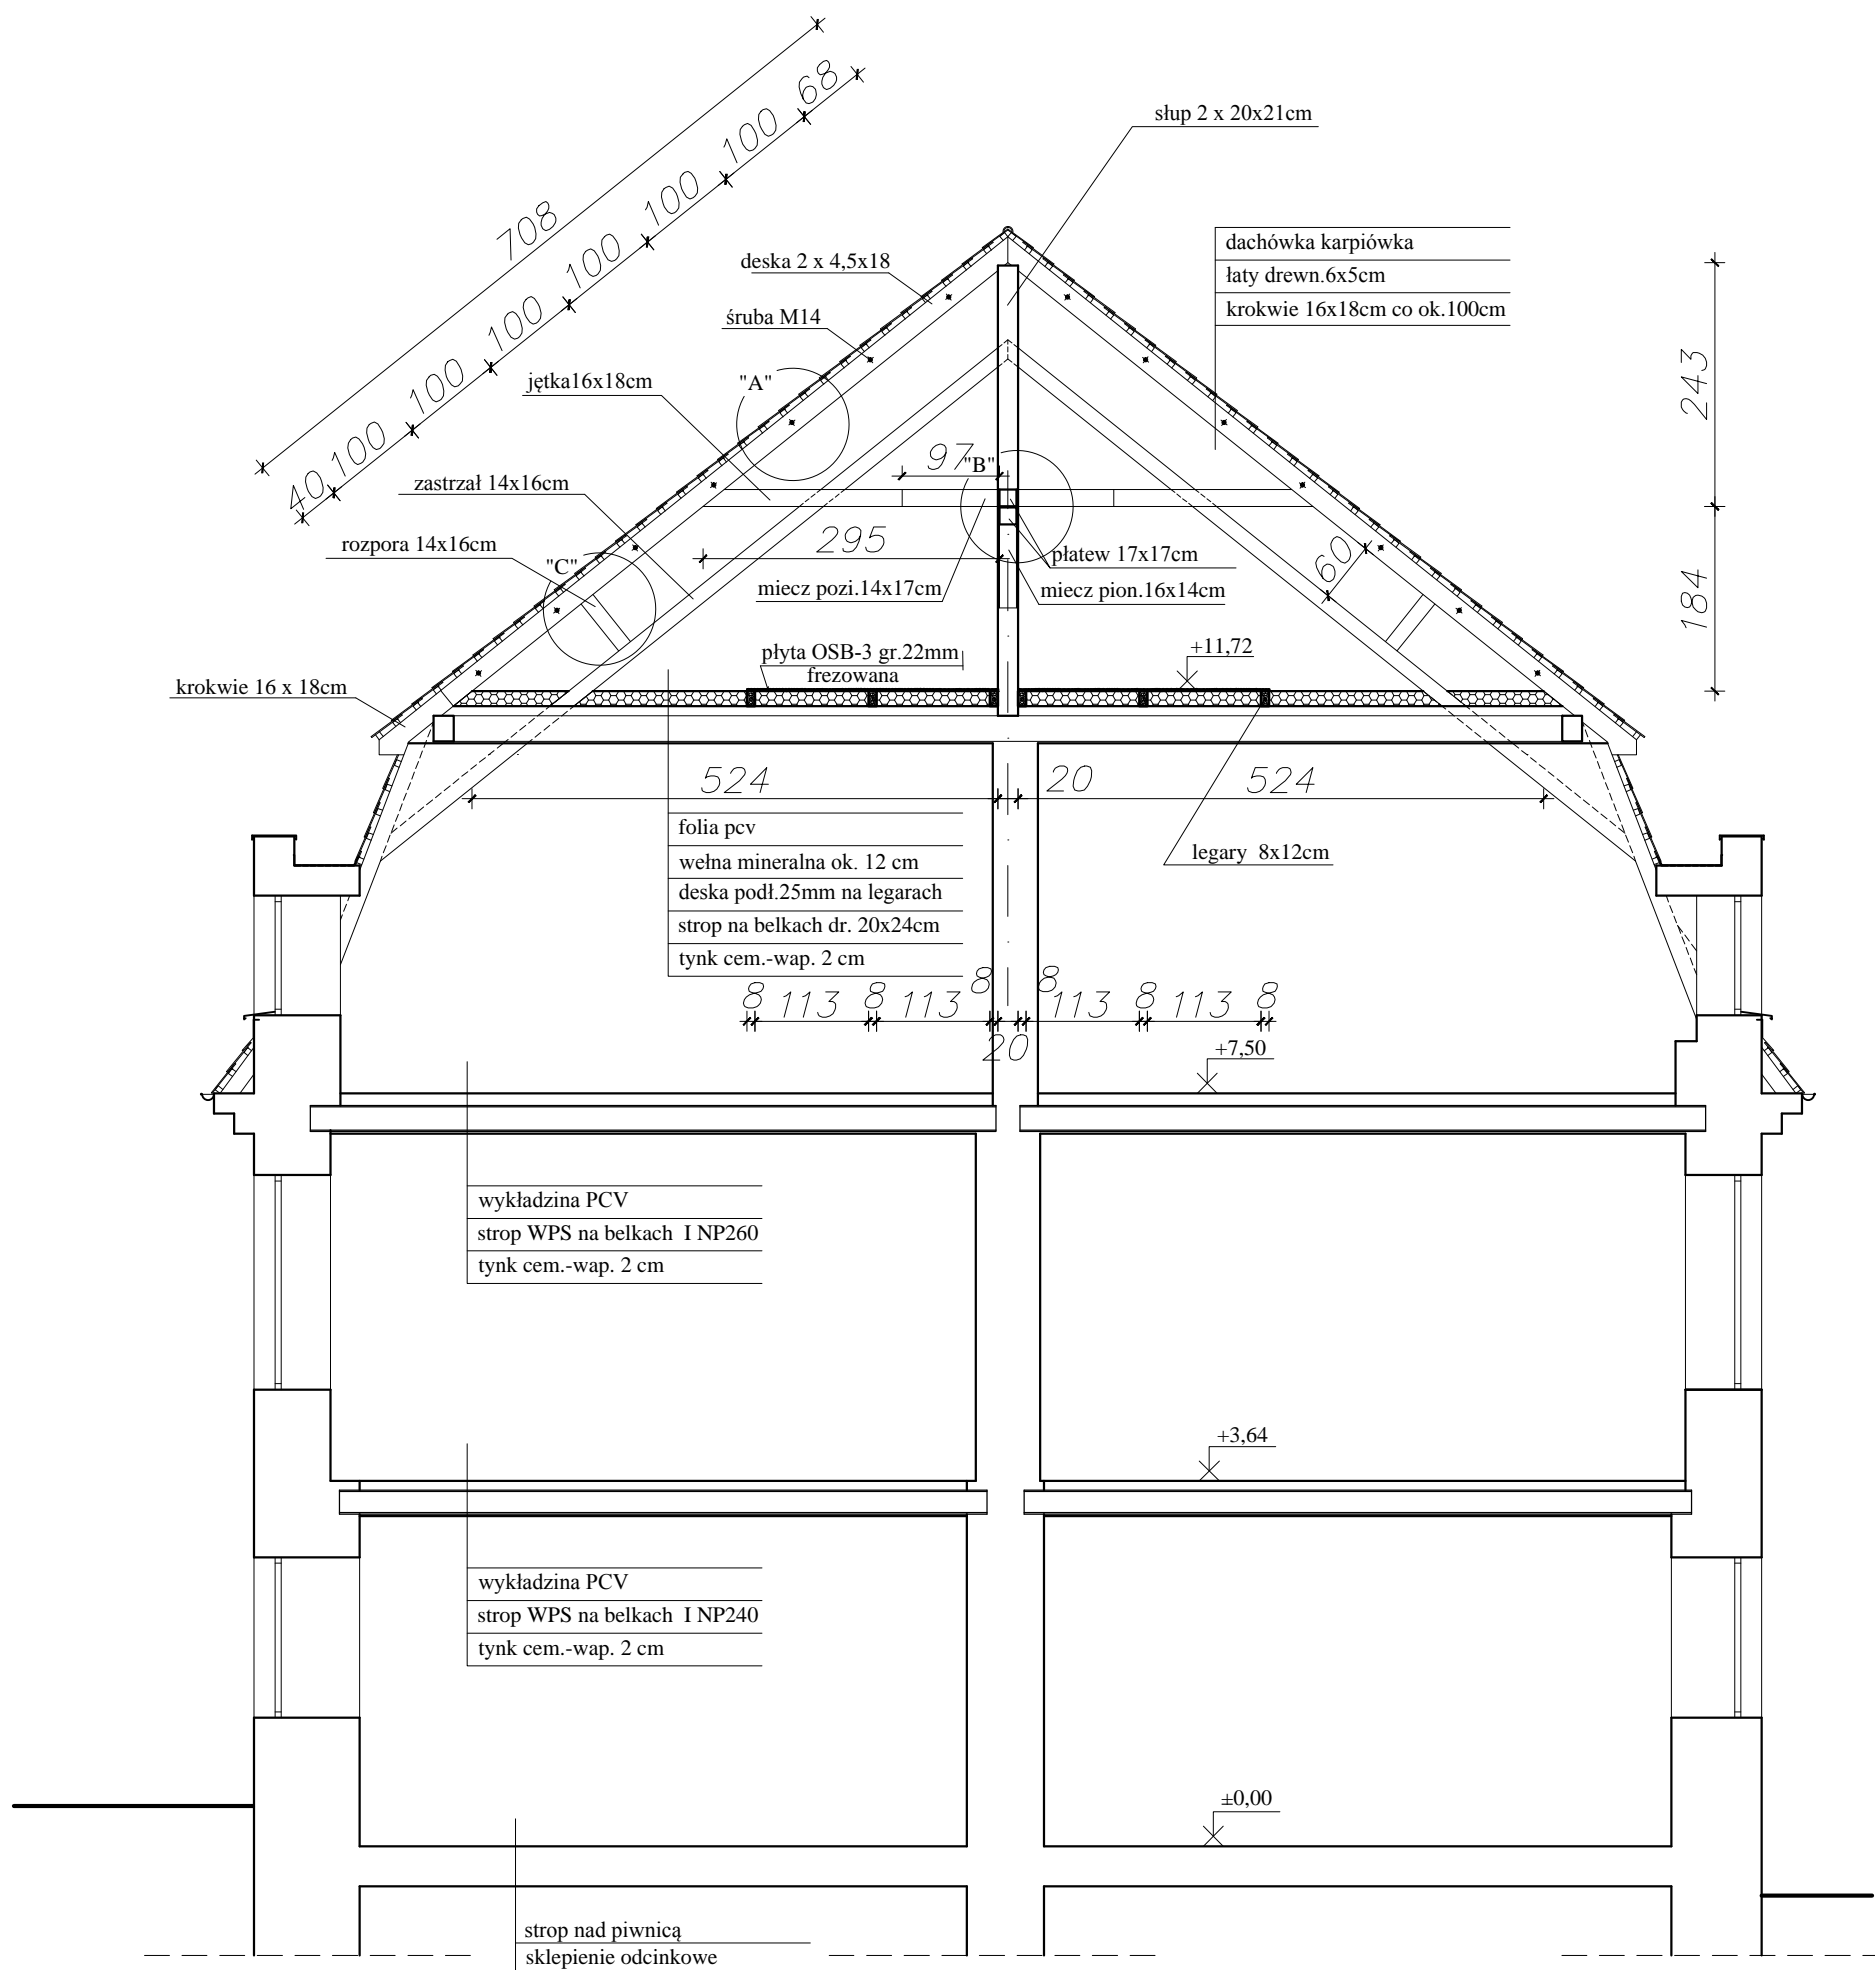 708
40 100 100 100 100 100 100 68
słup 2 x 20x21cm
dachówka karpiówka
łaty drewn.6x5cm
krokwie 16x18cm co ok.100cm
deska 2 x 4,5x18
śruba M14
jętka16x18cm
"A"
243
zastrzał 14x16cm
97
"B"
rozpora 14x16cm
"C"
295
płatew 17x17cm
60
miecz pozi.14x17cm
miecz pion.16x14cm
184
płyta OSB-3 gr.22mm
frezowana
+11,72
krokwie 16 x 18cm
524
20
524
folia pcv
wełna mineralna ok. 12 cm
deska podł.25mm na legarach
strop na belkach dr. 20x24cm
tynk cem.-wap. 2 cm
legary 8x12cm
8 113 8 113 8 8 113 8 113 8
20
+7,50
wykładzina PCV
strop WPS na belkach I NP260
tynk cem.-wap. 2 cm
+3,64
wykładzina PCV
strop WPS na belkach I NP240
tynk cem.-wap. 2 cm
±0,00
strop nad piwnicą
sklepienie odcinkowe